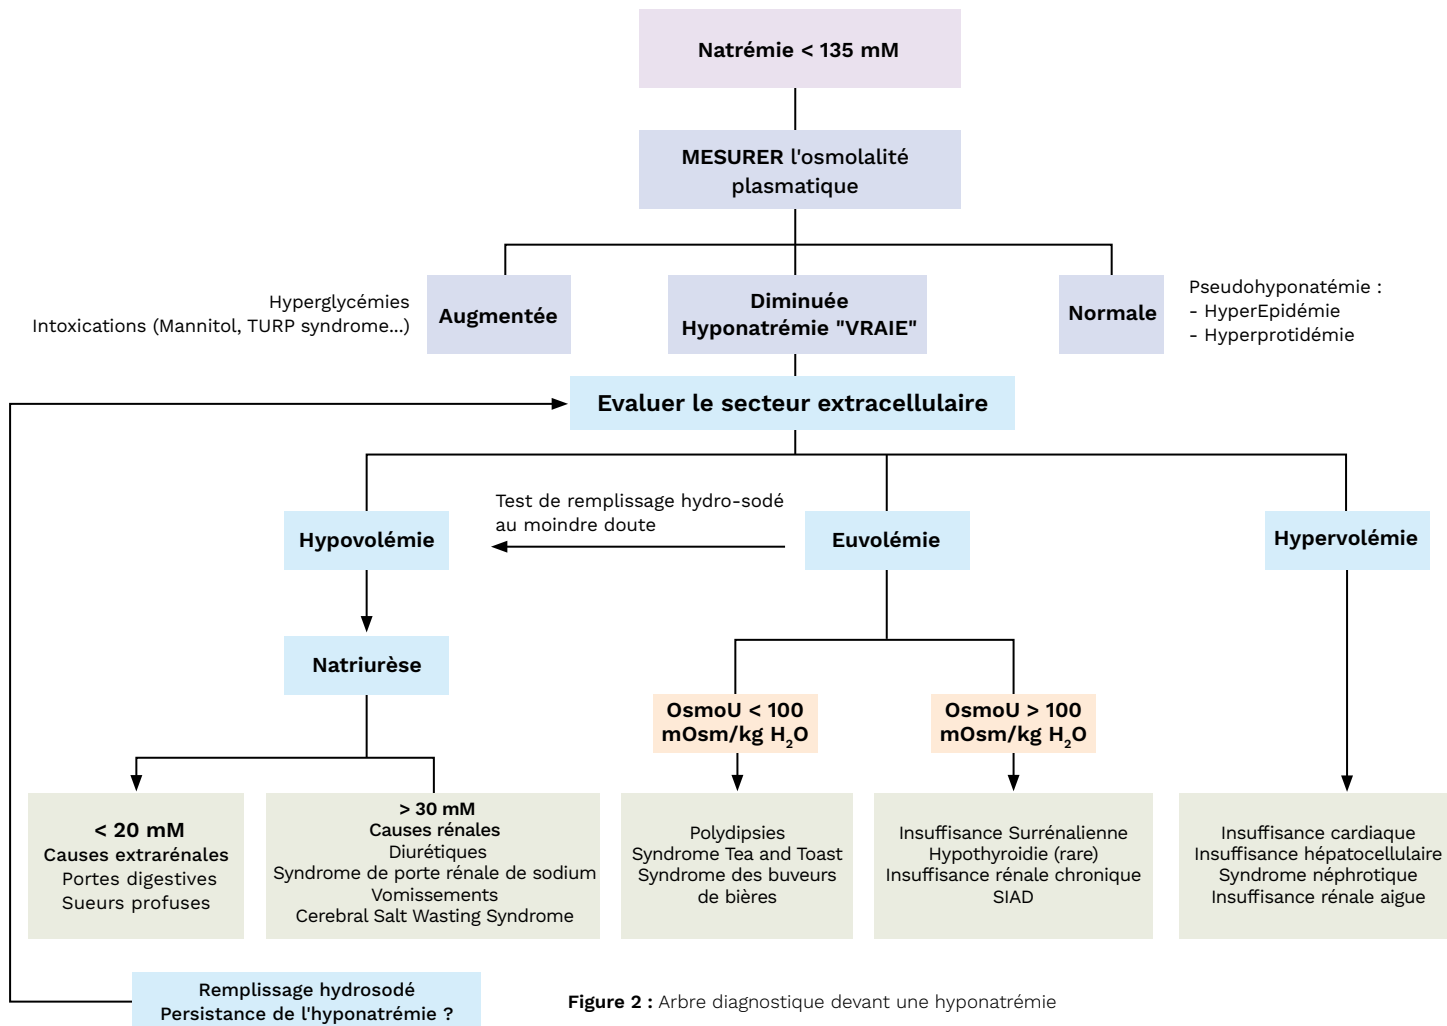 Natrémie < 135 mM
MESURER l'osmolalité
plasmatique
Hyperglycémies
Intoxications (Mannitol, TURP syndrome...)
Augmentée
Diminuée
Hyponatrémie "VRAIE"
Normale
Pseudohyponatémie :
- HyperEpidémie
- Hyperprotidémie
Evaluer le secteur extracellulaire
Test de remplissage hydro-sodé
au moindre doute
Hypovolémie
Euvolémie
Hypervolémie
Natriurèse
OsmoU < 100
mOsm/kg H₂O
OsmoU > 100
mOsm/kg H₂O
< 20 mM
Causes extrarénales
Portes digestives
Sueurs profuses
> 30 mM
Causes rénales
Diurétiques
Syndrome de porte rénale de sodium
Vomissements
Cerebral Salt Wasting Syndrome
Polydipsies
Syndrome Tea and Toast
Syndrome des buveurs
de bières
Insuffisance Surrénalienne
Hypothyroidie (rare)
Insuffisance rénale chronique
SIAD
Insuffisance cardiaque
Insuffisance hépatocellulaire
Syndrome néphrotique
Insuffisance rénale aigue
Remplissage hydrosodé
Persistance de l'hyponatrémie ?
Figure 2 : Arbre diagnostique devant une hyponatrémie